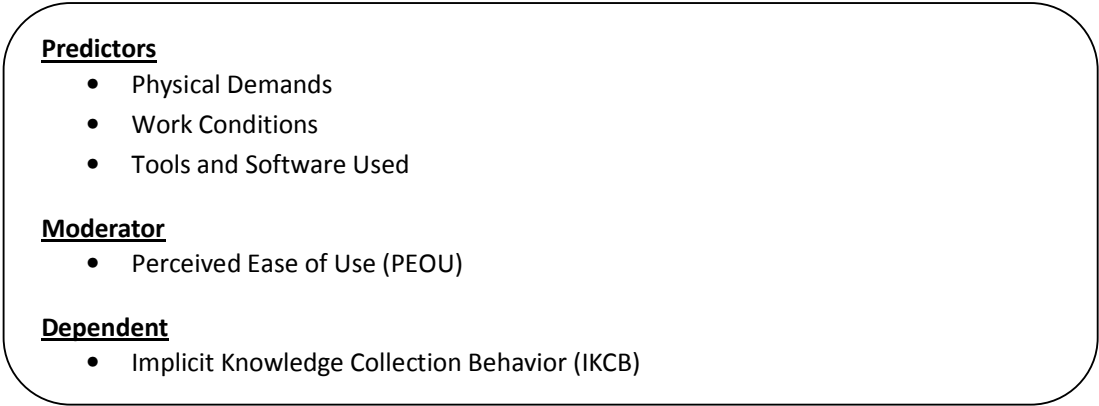 Predictors
• Physical Demands
• Work Conditions
• Tools and Software Used
Moderator
• Perceived Ease of Use (PEOU)
Dependent
• Implicit Knowledge Collection Behavior (IKCB)